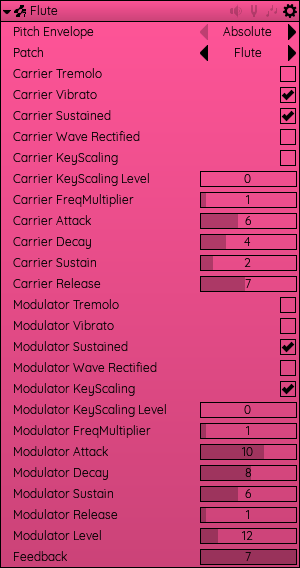 Flute
Pitch Envelope Absolute
Patch Flute
Carrier Tremolo
Carrier Vibrato
Carrier Sustained
Carrier Wave Rectified
Carrier KeyScaling
Carrier KeyScaling Level 0
Carrier FreqMultiplier 1
Carrier Attack 6
Carrier Decay 4
Carrier Sustain 2
Carrier Release 7
Modulator Tremolo
Modulator Vibrato
Modulator Sustained
Modulator Wave Rectified
Modulator KeyScaling
Modulator KeyScaling Level 0
Modulator FreqMultiplier 1
Modulator Attack 10
Modulator Decay 8
Modulator Sustain 6
Modulator Release 1
Modulator Level 12
Feedback 7